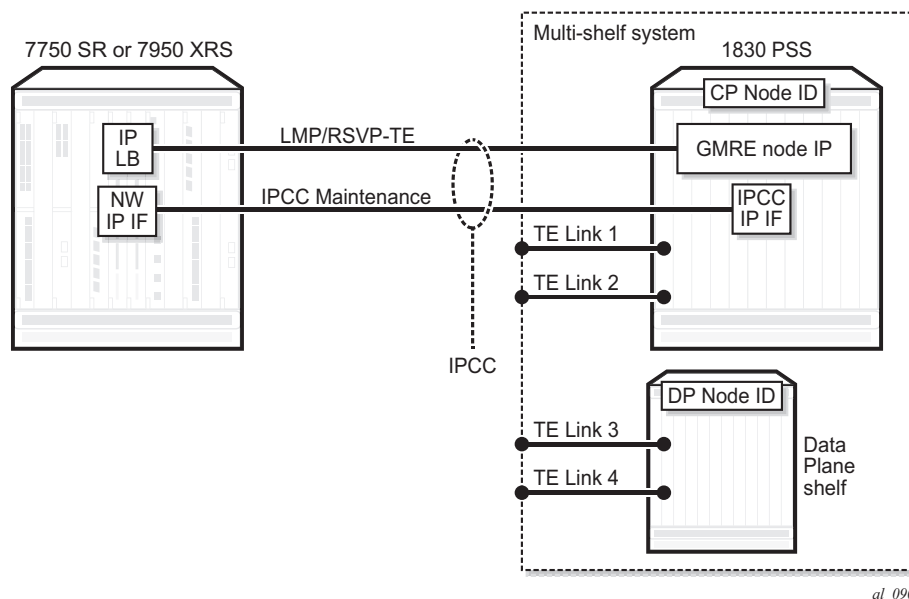 Multi-shelf system
7750 SR or 7950 XRS
1830 PSS
CP Node ID
IP
LB
LMP/RSVP-TE
GMRE node IP
NW
IP IF
IPCC Maintenance
IPCC
IP IF
TE Link 1
TE Link 2
IPCC
DP Node ID
TE Link 3
TE Link 4
Data
Plane
shelf